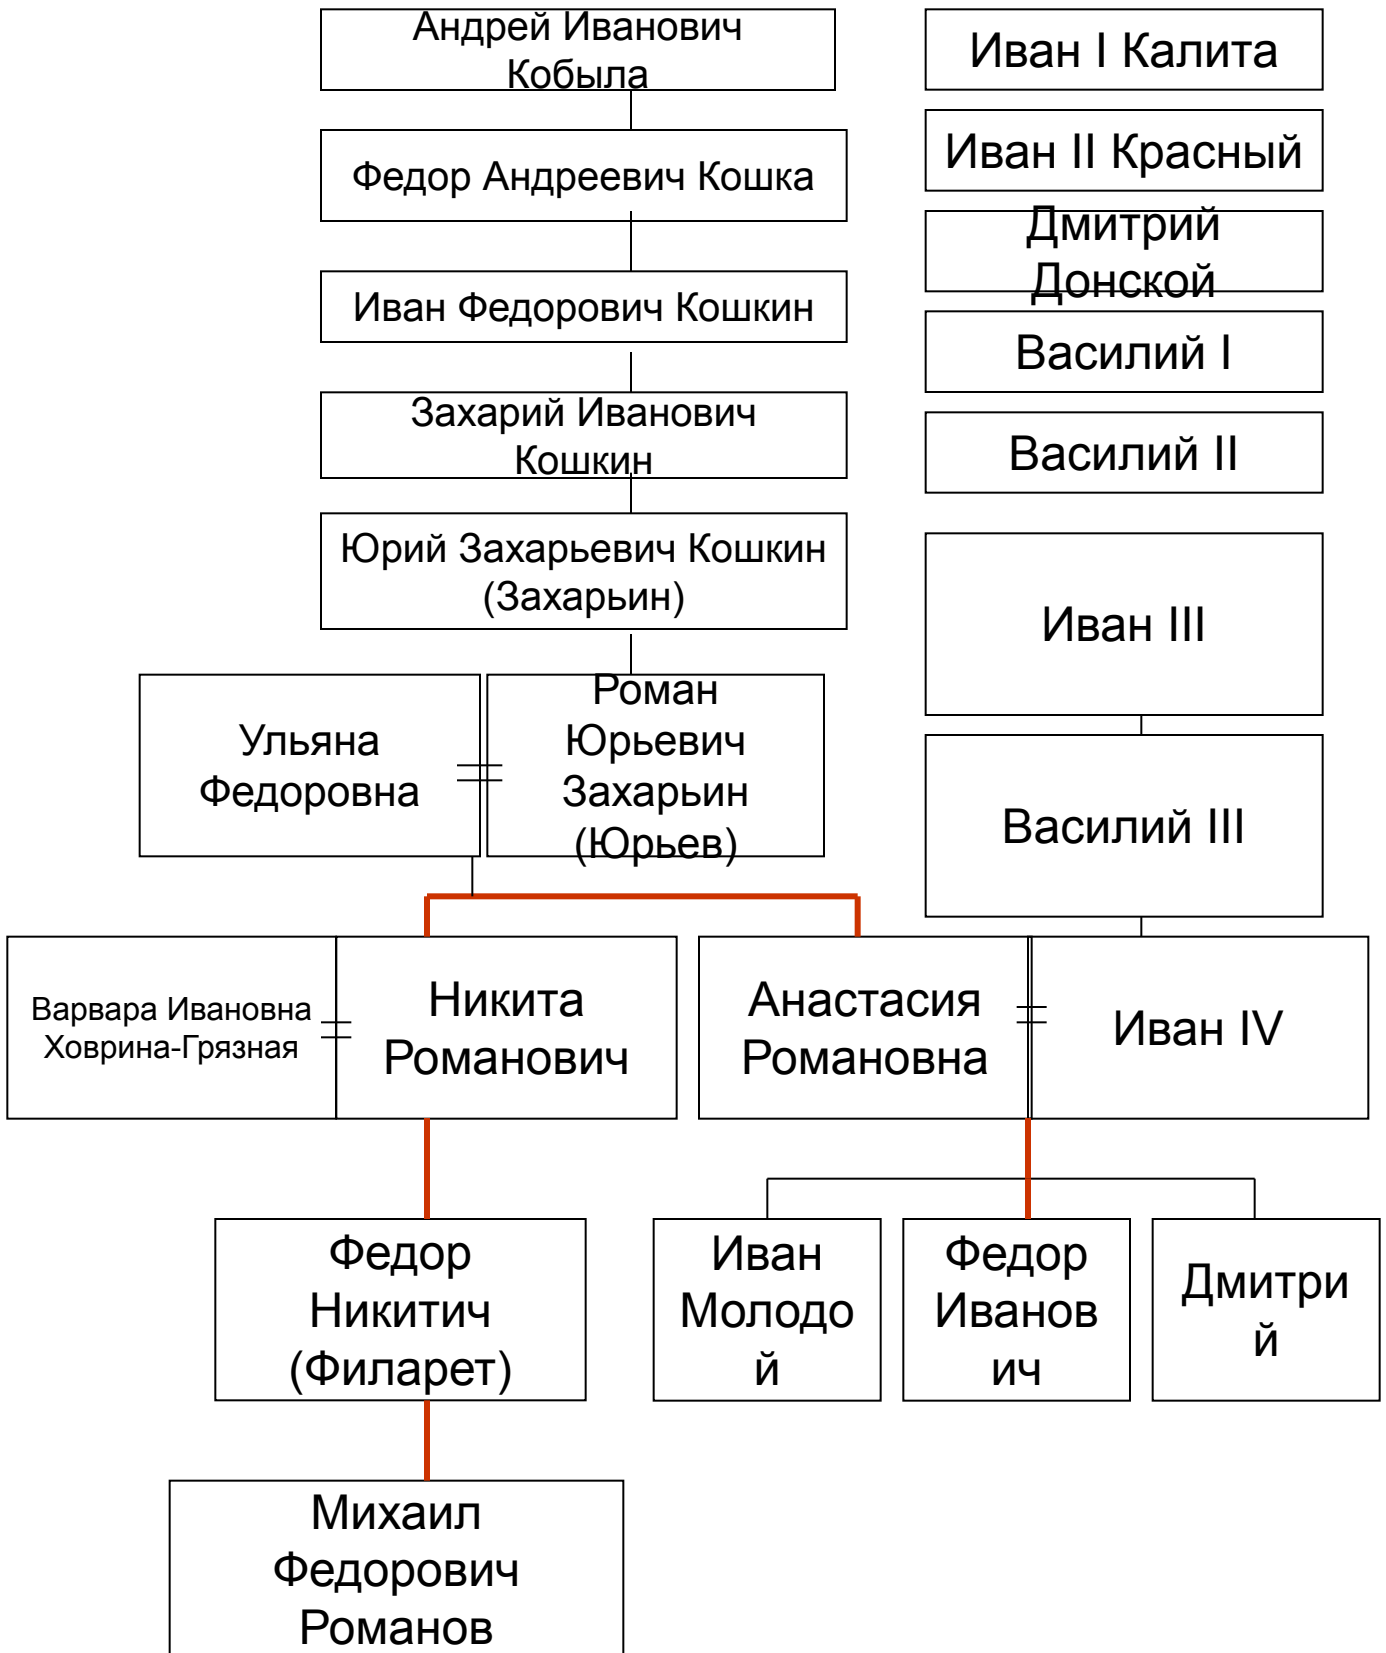 Андрей Иванович
Кобыла
Иван I Калита
Федор Андреевич Кошка
Иван II Красный
Дмитрий
Донской
Иван Федорович Кошкин
Василий I
Захарий Иванович
Кошкин
Василий II
Юрий Захарьевич Кошкин
(Захарьин)
Иван III
Ульяна
Федоровна
Роман
Юрьевич
Захарьин
(Юрьев)
Василий III
Варвара Ивановна
Ховрина-Грязная
Никита
Романович
Анастасия
Романовна
Иван IV
Федор
Никитич
(Филарет)
Иван
Молодо
й
Федор
Иванов
ич
Дмитри
й
Михаил
Федорович
Романов